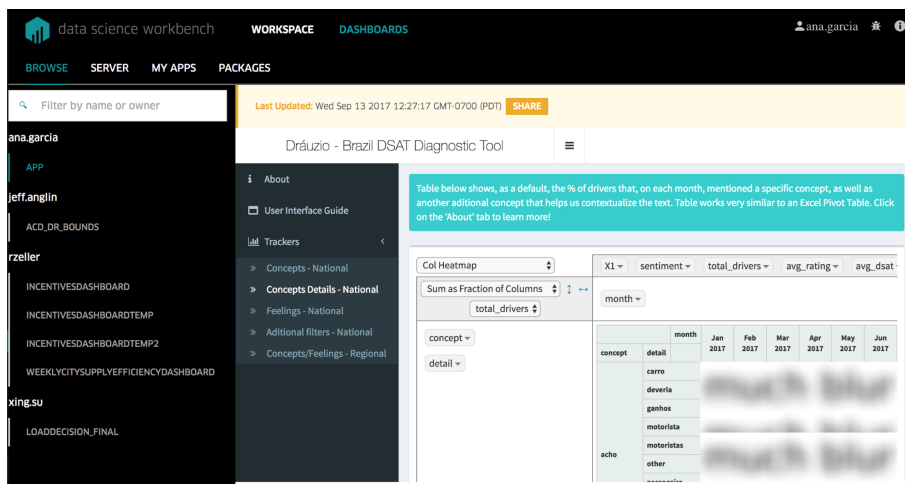 data science workbench WORKSPACE DASHBOARDS ana.garcia
BROWSE SERVER MY APPS PACKAGES
Filter by name or owner
ana.garcia
APP
jeff.anglin
ACD_DR_BOUNDS
rzeller
INCENTIVESDASHBOARD
INCENTIVESDASHBOARDTEMP
INCENTIVESDASHBOARDTEMP2
WEEKLYCITYSUPPLYEFFICIENCYDASHBOARD
xing.su
LOADDECISION_FINAL
Last Updated: Wed Sep 13 2017 12:27:17 GMT-0700 (PDT) SHARE
Dráuzio - Brazil DSAT Diagnostic Tool
About
User Interface Guide
Trackers
Concepts - National
Concepts Details - National
Feelings - National
Aditional filters - National
Concepts/Feelings - Regional
Table below shows, as a default, the % of drivers that, on each month, mentioned a specific concept, as well as
another aditional concept that helps us contextualize the text. Table works very similar to an Excel Pivot Table. Click
on the 'About' tab to learn more!
Col Heatmap
Sum as Fraction of Columns
total_drivers
X1 sentiment total_drivers avg_rating avg_dsat
month
concept
detail
month Jan 2017 Feb 2017 Mar 2017 Apr 2017 May 2017 Jun 2017
concept detail
acho
carro
deveria
ganhos
motorista
motoristas
other
much blur
much blur